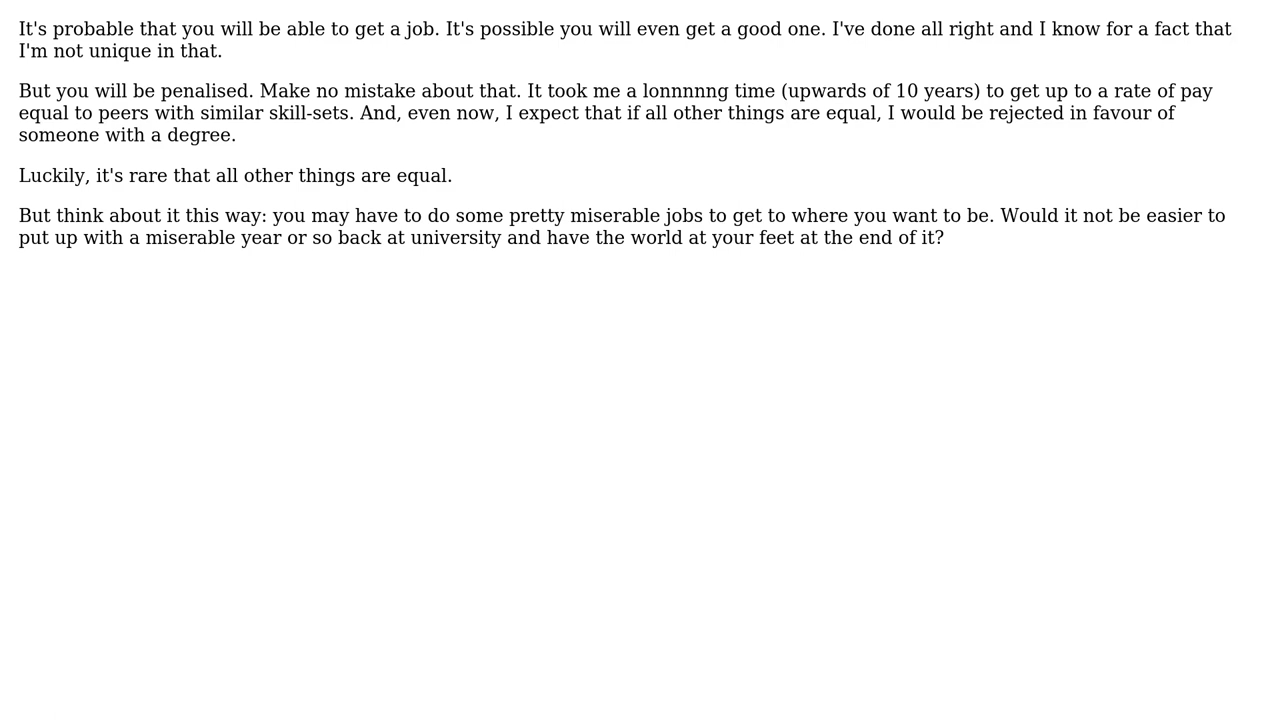 It's probable that you will be able to get a job. It's possible you will even get a good one. I've done all right and I know for a fact that
I'm not unique in that.
But you will be penalised. Make no mistake about that. It took me a lonnnnng time (upwards of 10 years) to get up to a rate of pay
equal to peers with similar skill-sets. And, even now, I expect that if all other things are equal, I would be rejected in favour of
someone with a degree.
Luckily, it's rare that all other things are equal.
But think about it this way: you may have to do some pretty miserable jobs to get to where you want to be. Would it not be easier to
put up with a miserable year or so back at university and have the world at your feet at the end of it?